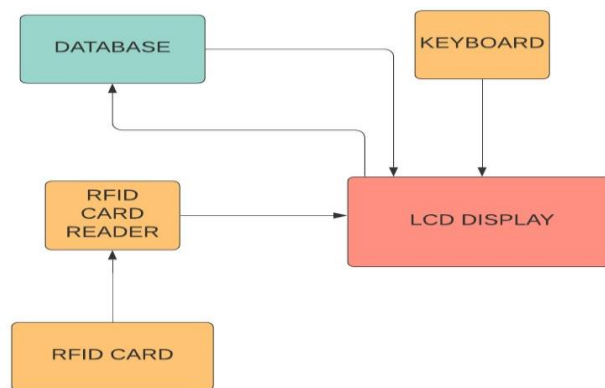 DATABASE
KEYBOARD
RFID
CARD
READER
LCD DISPLAY
RFID CARD